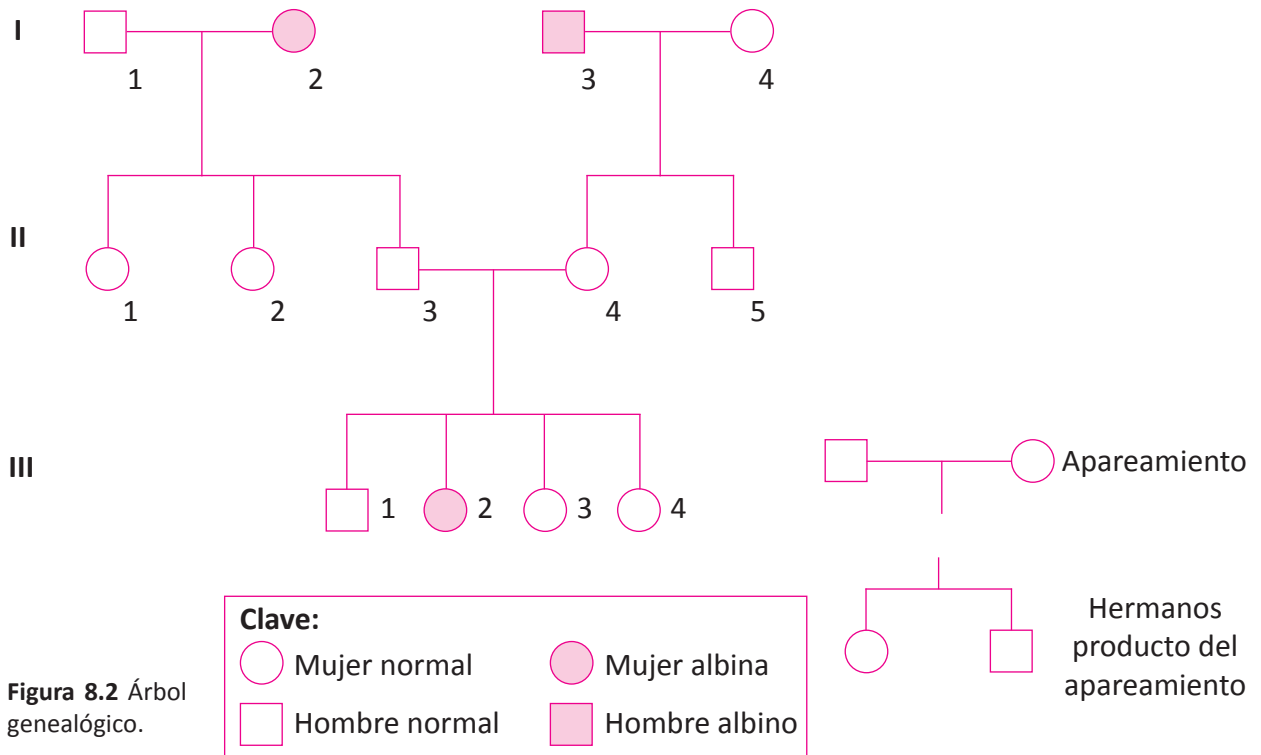 I
1
2
3
4
II
1
2
3
4
5
III
1
2
3
4
Apareamiento
Hermanos
producto del
apareamiento
Clave:
Mujer normal
Mujer albina
Hombre normal
Hombre albino
Figura 8.2 Árbol
genealógico.